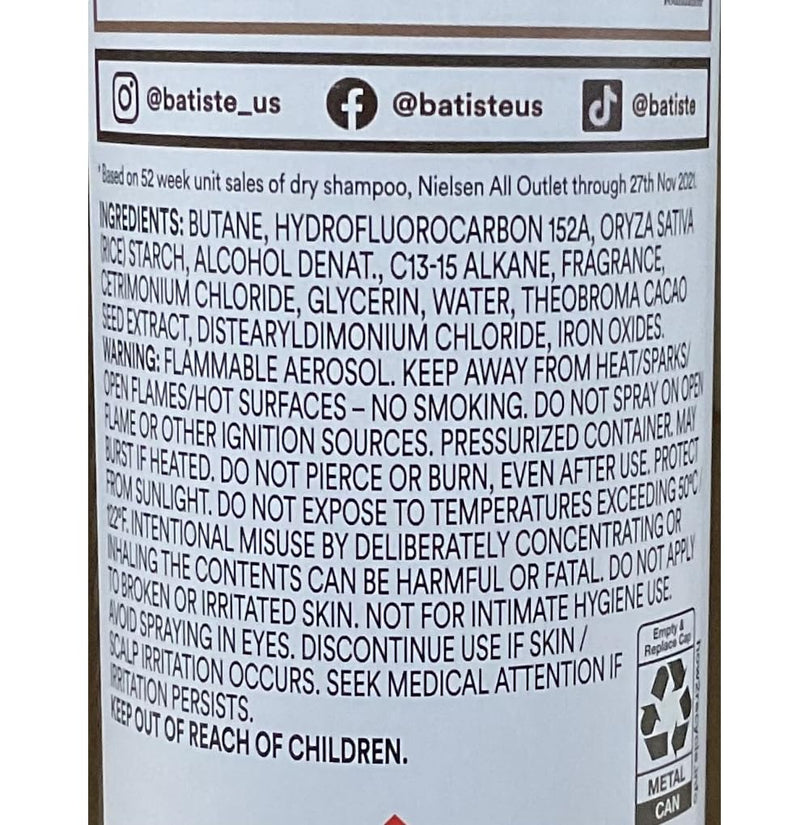 @batiste_us @batisteus @batiste
*Based on 52 week unit sales of dry shampoo, Nielsen All Outlet through 27th Nov 2021.
INGREDIENTS: BUTANE, HYDROFLUOROCARBON 152A, ORYZA SATIVA
(RICE) STARCH, ALCOHOL DENAT., C13-15 ALKANE, FRAGRANCE,
CETRIMONIUM CHLORIDE, GLYCERIN, WATER, THEOBROMA CACAO
SEED EXTRACT, DISTEARYLDIMONIUM CHLORIDE, IRON OXIDES.
WARNING: FLAMMABLE AEROSOL. KEEP AWAY FROM HEAT/SPARKS/
OPEN FLAMES/HOT SURFACES – NO SMOKING. DO NOT SPRAY ON OPEN
FLAME OR OTHER IGNITION SOURCES. PRESSURIZED CONTAINER. MAY
BURST IF HEATED. DO NOT PIERCE OR BURN, EVEN AFTER USE. PROTECT
FROM SUNLIGHT. DO NOT EXPOSE TO TEMPERATURES EXCEEDING 50°C/
122°F. INTENTIONAL MISUSE BY DELIBERATELY CONCENTRATING OR
INHALING THE CONTENTS CAN BE HARMFUL OR FATAL. DO NOT APPLY
TO BROKEN OR IRRITATED SKIN. NOT FOR INTIMATE HYGIENE USE.
AVOID SPRAYING IN EYES. DISCONTINUE USE IF SKIN /
SCALP IRRITATION OCCURS. SEEK MEDICAL ATTENTION IF
IRRITATION PERSISTS.
KEEP OUT OF REACH OF CHILDREN.
Empty &
Replace Cap
METAL
CAN
how2recycle.info